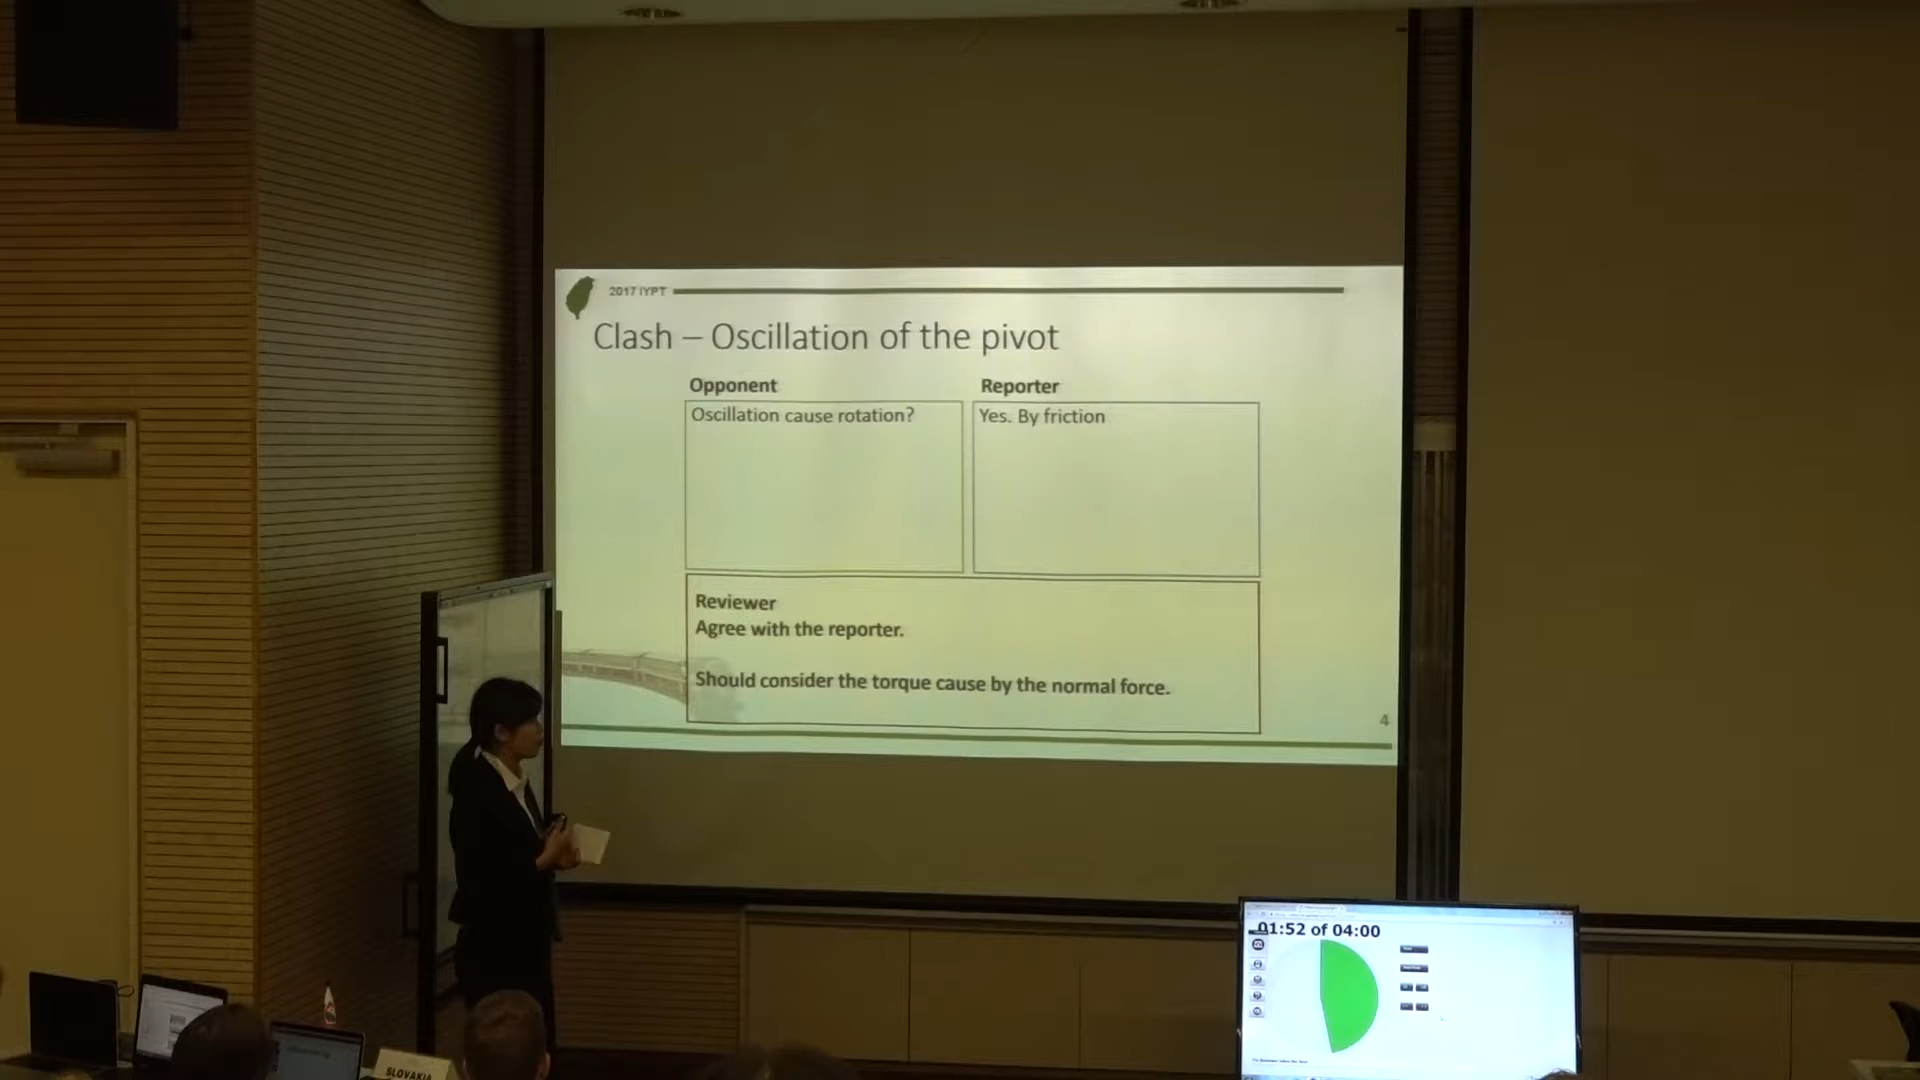 2017 IYPT
Clash – Oscillation of the pivot
Opponent
Reporter
Oscillation cause rotation?
Yes. By friction
Reviewer
Agree with the reporter.
Should consider the torque cause by the normal force.
4
01:52 of 04:00
SLOVAKIA